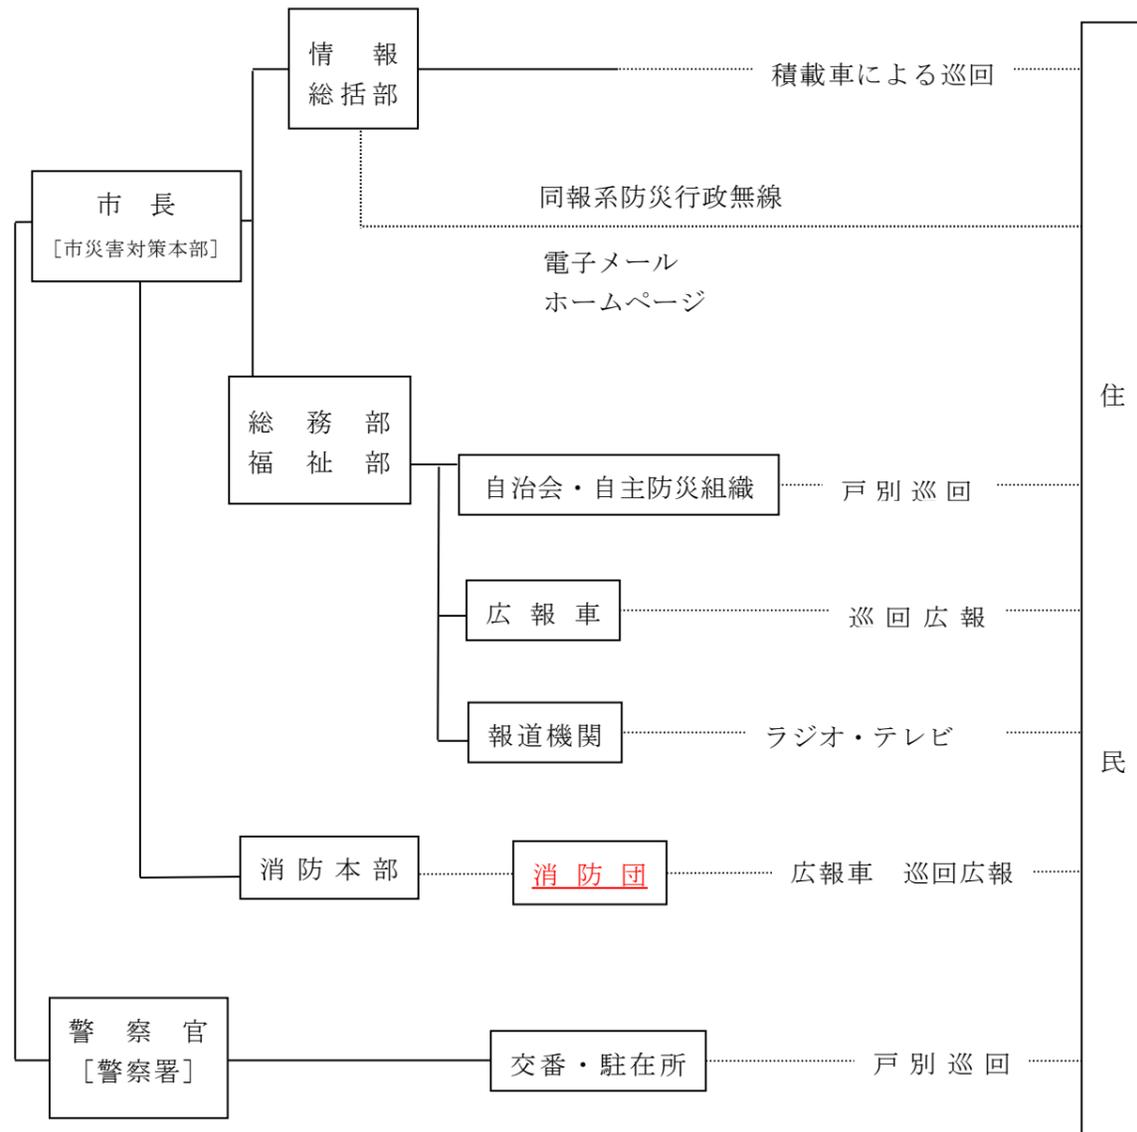 情　報
総括部
積載車による巡回
市　長
［市災害対策本部］
同報系防災行政無線
電子メール
ホームページ
総　務　部
福　祉　部
自治会・自主防災組織
戸別巡回
広報車
巡回広報
報道機関
ラジオ・テレビ
消防本部
消防団
広報車　巡回広報
警　察　官
［警察署］
交番・駐在所
戸別巡回
住
民